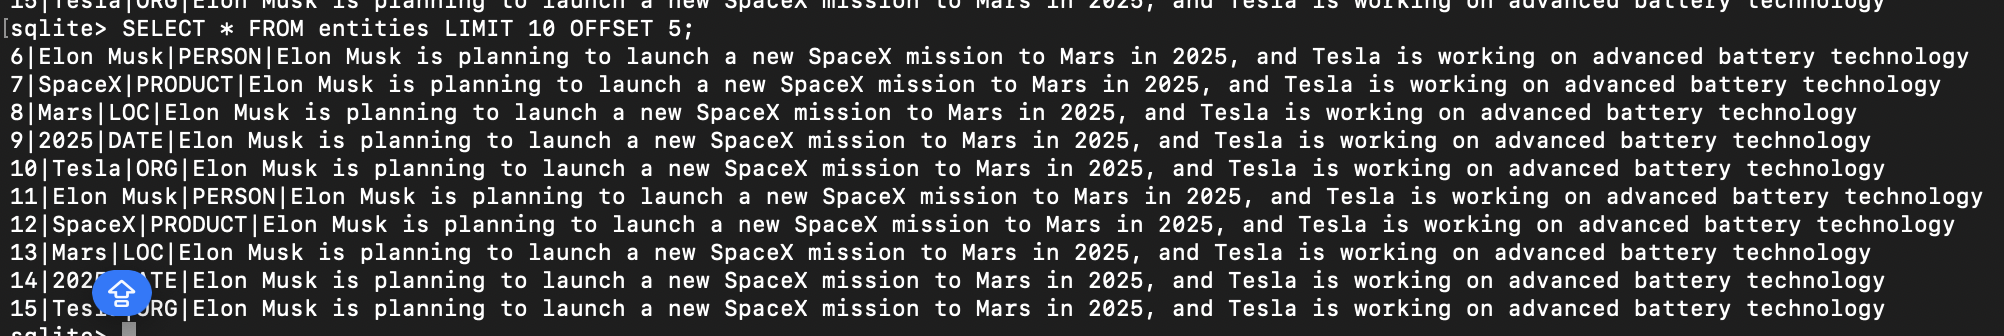 15|Tesla|ORG|Elon Musk is planning to launch a new SpaceX mission to Mars in 2025, and Tesla is working on advanced battery technology
[sqlite> SELECT * FROM entities LIMIT 10 OFFSET 5;
6|Elon Musk|PERSON|Elon Musk is planning to launch a new SpaceX mission to Mars in 2025, and Tesla is working on advanced battery technology
7|SpaceX|PRODUCT|Elon Musk is planning to launch a new SpaceX mission to Mars in 2025, and Tesla is working on advanced battery technology
8|Mars|LOC|Elon Musk is planning to launch a new SpaceX mission to Mars in 2025, and Tesla is working on advanced battery technology
9|2025|DATE|Elon Musk is planning to launch a new SpaceX mission to Mars in 2025, and Tesla is working on advanced battery technology
10|Tesla|ORG|Elon Musk is planning to launch a new SpaceX mission to Mars in 2025, and Tesla is working on advanced battery technology
11|Elon Musk|PERSON|Elon Musk is planning to launch a new SpaceX mission to Mars in 2025, and Tesla is working on advanced battery technology
12|SpaceX|PRODUCT|Elon Musk is planning to launch a new SpaceX mission to Mars in 2025, and Tesla is working on advanced battery technology
13|Mars|LOC|Elon Musk is planning to launch a new SpaceX mission to Mars in 2025, and Tesla is working on advanced battery technology
14||Elon Musk is planning to launch a new SpaceX mission to Mars in 2025, and Tesla is working on advanced battery technology
15||Elon Musk is planning to launch a new SpaceX mission to Mars in 2025, and Tesla is working on advanced battery technology
sqlite>